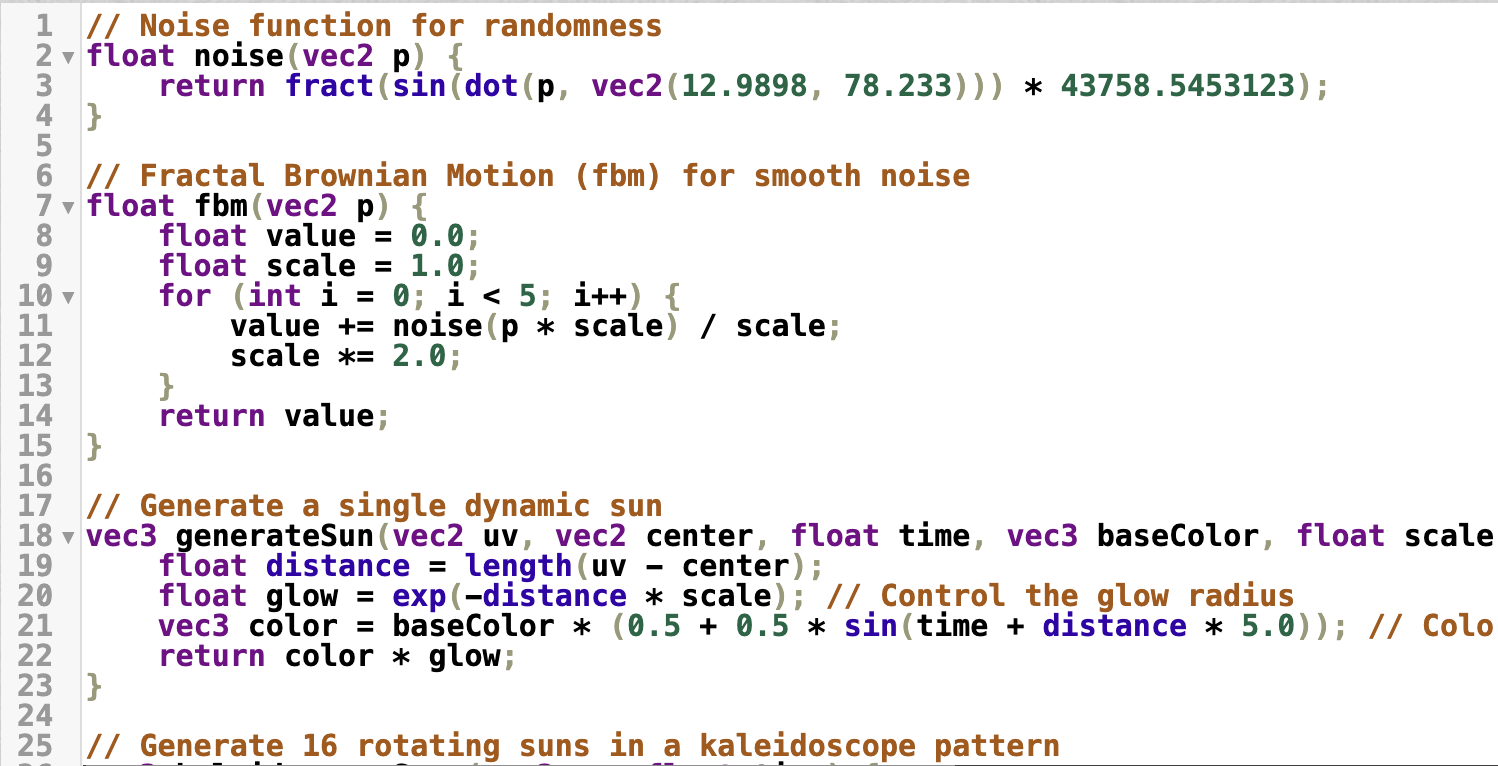 1 // Noise function for randomness
2 ▼ float noise(vec2 p) {
3     return fract(sin(dot(p, vec2(12.9898, 78.233))) * 43758.5453123);
4 }
5
6 // Fractal Brownian Motion (fbm) for smooth noise
7 ▼ float fbm(vec2 p) {
8     float value = 0.0;
9     float scale = 1.0;
10 ▼     for (int i = 0; i < 5; i++) {
11         value += noise(p * scale) / scale;
12         scale *= 2.0;
13     }
14     return value;
15 }
16
17 // Generate a single dynamic sun
18 ▼ vec3 generateSun(vec2 uv, vec2 center, float time, vec3 baseColor, float scale
19     float distance = length(uv - center);
20     float glow = exp(-distance * scale); // Control the glow radius
21     vec3 color = baseColor * (0.5 + 0.5 * sin(time + distance * 5.0)); // Colo
22     return color * glow;
23 }
24
25 // Generate 16 rotating suns in a kaleidoscope pattern